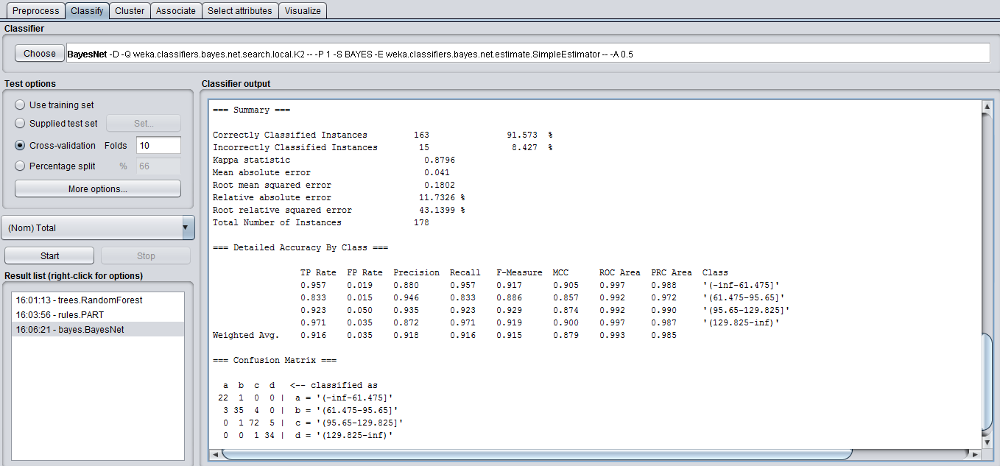 Preprocess Classify Cluster Associate Select attributes Visualize
Classifier
Choose BayesNet -D -Q weka.classifiers.bayes.net.search.local.K2 -- -P 1 -S BAYES -E weka.classifiers.bayes.net.estimate.SimpleEstimator -- -A 0.5
Test options
Use training set
Supplied test set Set...
Cross-validation Folds 10
Percentage split % 66
More options...
(Nom) Total
Start Stop
Result list (right-click for options)
16:01:13 - trees.RandomForest
16:03:56 - rules.PART
16:06:21 - bayes.BayesNet
Classifier output
=== Summary ===
Correctly Classified Instances 163 91.573 %
Incorrectly Classified Instances 15 8.427 %
Kappa statistic 0.8796
Mean absolute error 0.041
Root mean squared error 0.1802
Relative absolute error 11.7326 %
Root relative squared error 43.1399 %
Total Number of Instances 178
=== Detailed Accuracy By Class ===
TP Rate FP Rate Precision Recall F-Measure MCC ROC Area PRC Area Class
0.957 0.019 0.880 0.957 0.917 0.905 0.997 0.988 '(-inf-61.475]'
0.833 0.015 0.946 0.833 0.886 0.857 0.992 0.972 '(61.475-95.65]'
0.923 0.050 0.935 0.923 0.929 0.874 0.992 0.990 '(95.65-129.825]'
0.971 0.035 0.872 0.971 0.919 0.900 0.997 0.987 '(129.825-inf)'
Weighted Avg. 0.916 0.035 0.918 0.916 0.915 0.879 0.993 0.985
=== Confusion Matrix ===
a b c d <-- classified as
22 1 0 0 | a = '(-inf-61.475]'
3 35 4 0 | b = '(61.475-95.65]'
0 1 72 5 | c = '(95.65-129.825]'
0 0 1 34 | d = '(129.825-inf)'